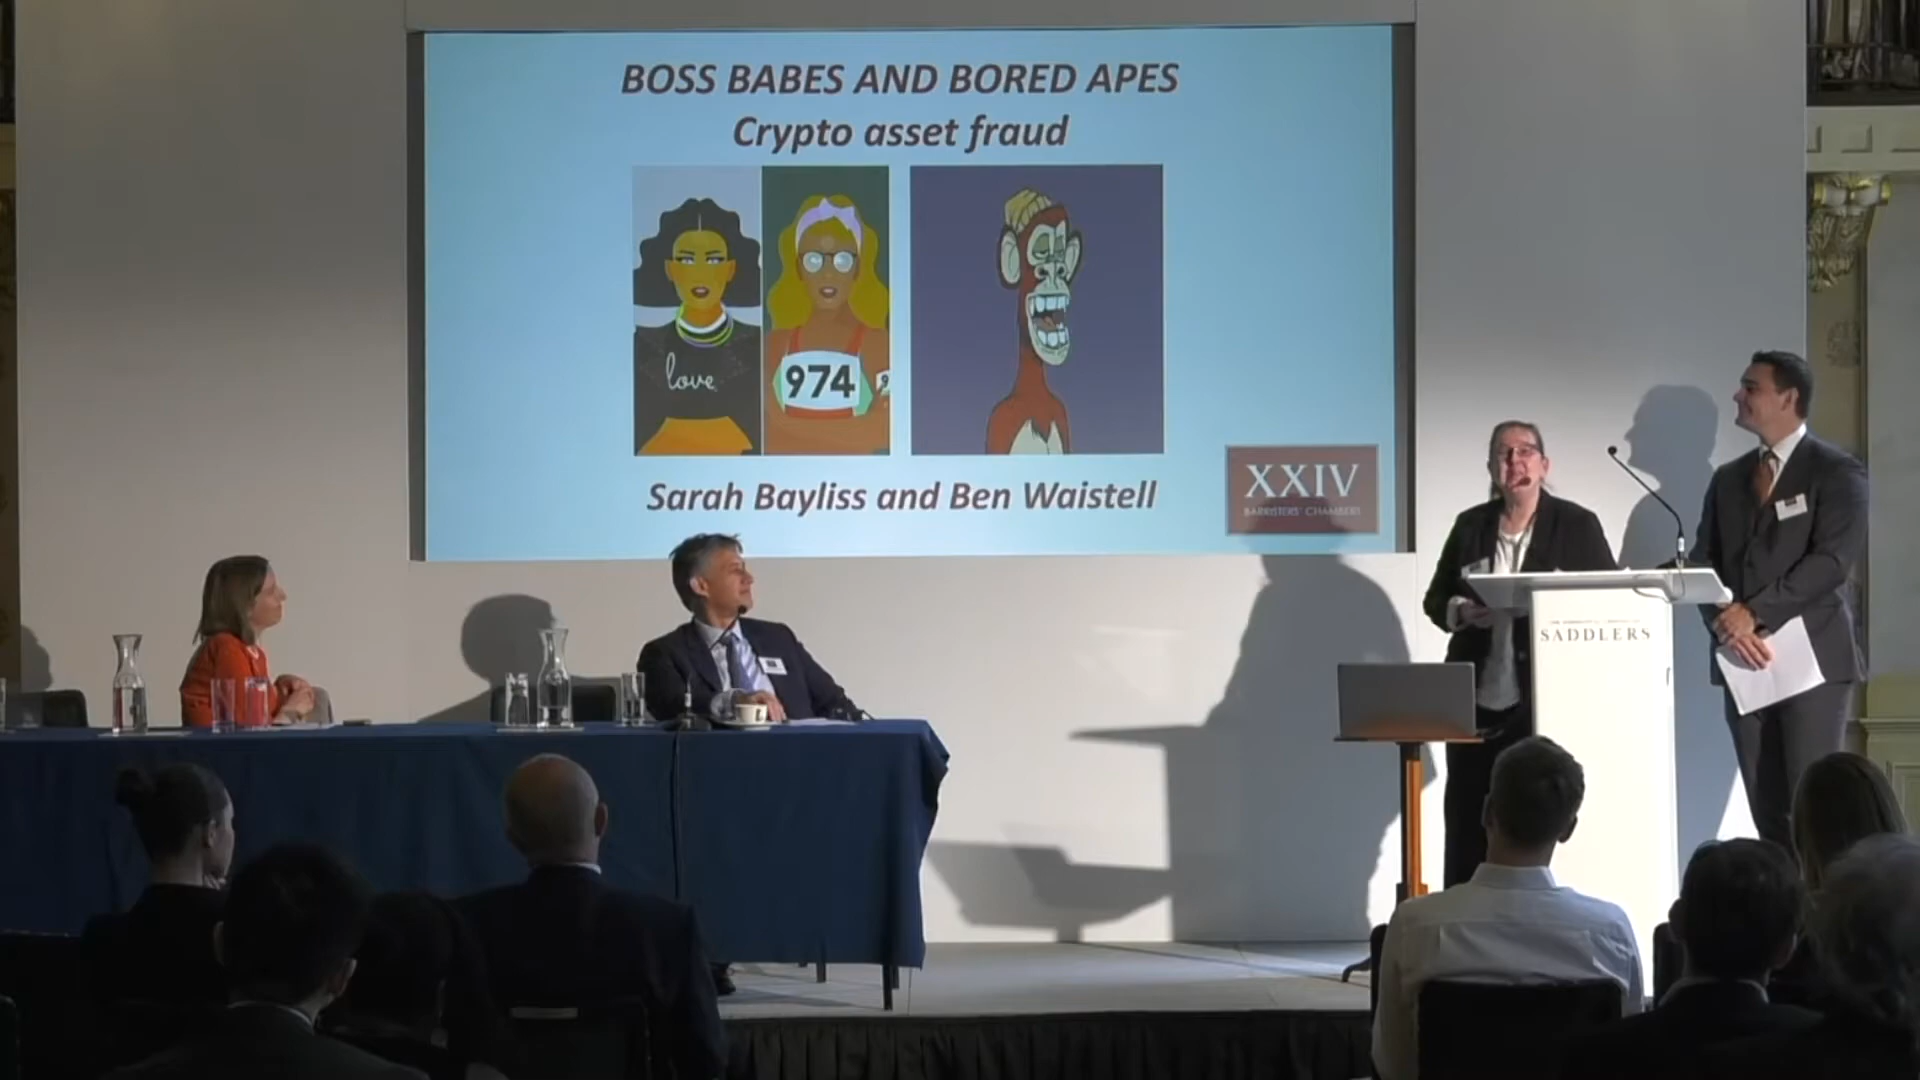 BOSS BABES AND BORED APES
Crypto asset fraud
love
974
9
Sarah Bayliss and Ben Waistell
XXIV
BARRISTERS' CHAMBERS
SADDLERS